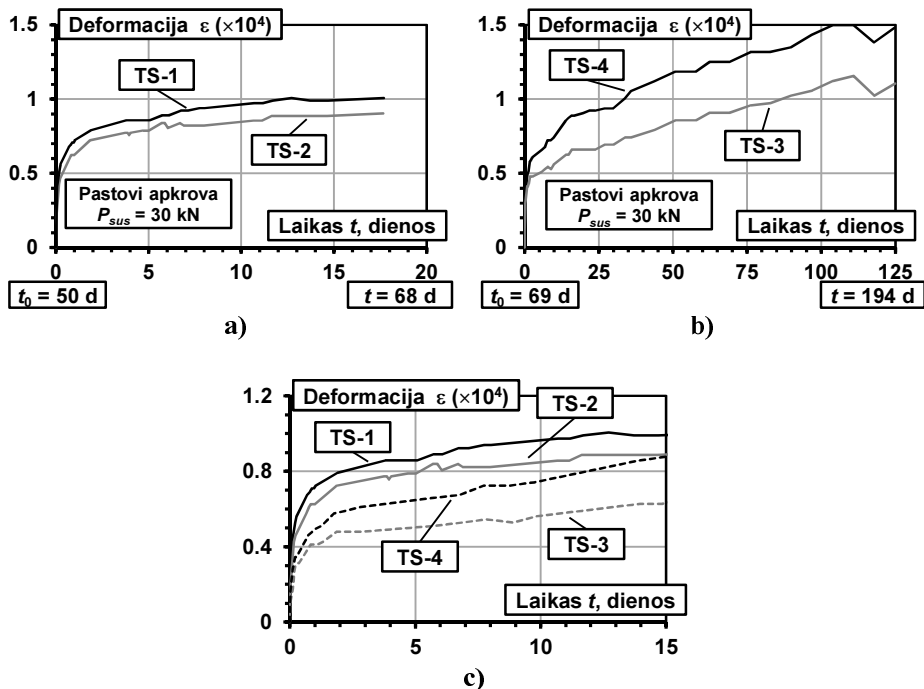 Deformacija ε (×10⁴)
1.5
TS-1
1
TS-2
0.5
Pastovi apkrova
P_sus = 30 kN
Laikas t, dienos
0
0 5 10 15 20
t₀ = 50 d
t = 68 d
a)
Deformacija ε (×10⁴)
1.5
TS-4
1
TS-3
0.5
Pastovi apkrova
P_sus = 30 kN
Laikas t, dienos
0
0 25 50 75 100 125
t₀ = 69 d
t = 194 d
b)
1.2
Deformacija ε (×10⁴)
TS-2
TS-1
0.8
0.4
TS-4
TS-3
Laikas t, dienos
0
0 5 10 15
c)